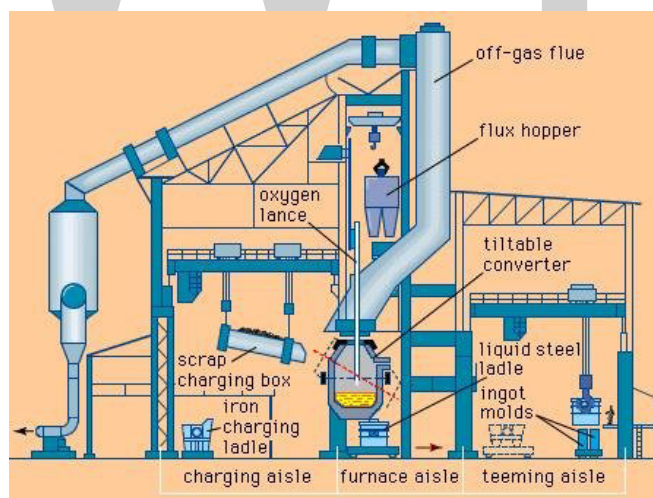 off-gas flue
flux hopper
oxygen
lance
tiltable
converter
scrap
charging box
liquid steel
ladle
iron
charging
ladle
ingot
molds
charging aisle
furnace aisle
teeming aisle